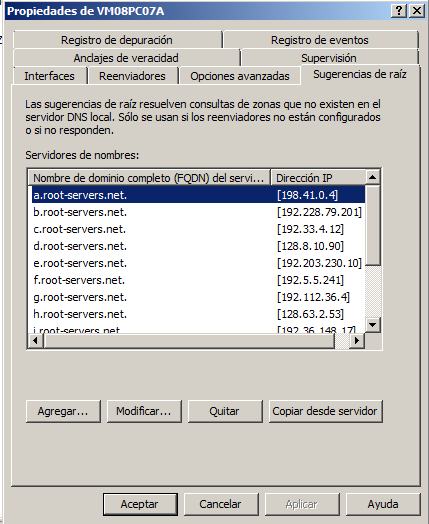 Propiedades de VM08PC07A
Registro de depuración Registro de eventos
Andajes de veracidad Supervisión
Interfaces Reenviadores Opciones avanzadas Sugerencias de raíz
Las sugerencias de raíz resuelven consultas de zonas que no existen en el
servidor DNS local. Sólo se usan si los reenviadores no están configurados
o si no responden.
Servidores de nombres:
Nombre de dominio completo (FQDN) del servi... Dirección IP
a.root-servers.net. [198.41.0.4]
b.root-servers.net. [192.228.79.201]
c.root-servers.net. [192.33.4.12]
d.root-servers.net. [128.8.10.90]
e.root-servers.net. [192.203.230.10]
f.root-servers.net. [192.5.5.241]
g.root-servers.net. [192.112.36.4]
h.root-servers.net. [128.63.2.53]
i.root-servers.net. [192.36.148.17]
Agregar... Modificar... Quitar Copiar desde servidor
Aceptar Cancelar Aplicar Ayuda